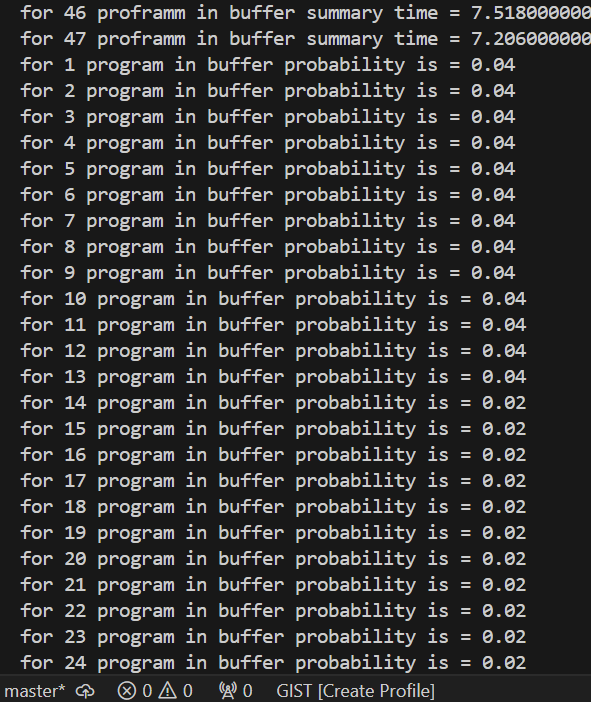 for 46 proframm in buffer summary time = 7.518000000
for 47 proframm in buffer summary time = 7.206000000
for 1 program in buffer probability is = 0.04
for 2 program in buffer probability is = 0.04
for 3 program in buffer probability is = 0.04
for 4 program in buffer probability is = 0.04
for 5 program in buffer probability is = 0.04
for 6 program in buffer probability is = 0.04
for 7 program in buffer probability is = 0.04
for 8 program in buffer probability is = 0.04
for 9 program in buffer probability is = 0.04
for 10 program in buffer probability is = 0.04
for 11 program in buffer probability is = 0.04
for 12 program in buffer probability is = 0.04
for 13 program in buffer probability is = 0.04
for 14 program in buffer probability is = 0.02
for 15 program in buffer probability is = 0.02
for 16 program in buffer probability is = 0.02
for 17 program in buffer probability is = 0.02
for 18 program in buffer probability is = 0.02
for 19 program in buffer probability is = 0.02
for 20 program in buffer probability is = 0.02
for 21 program in buffer probability is = 0.02
for 22 program in buffer probability is = 0.02
for 23 program in buffer probability is = 0.02
for 24 program in buffer probability is = 0.02
master* 0 0 0 GIST [Create Profile]